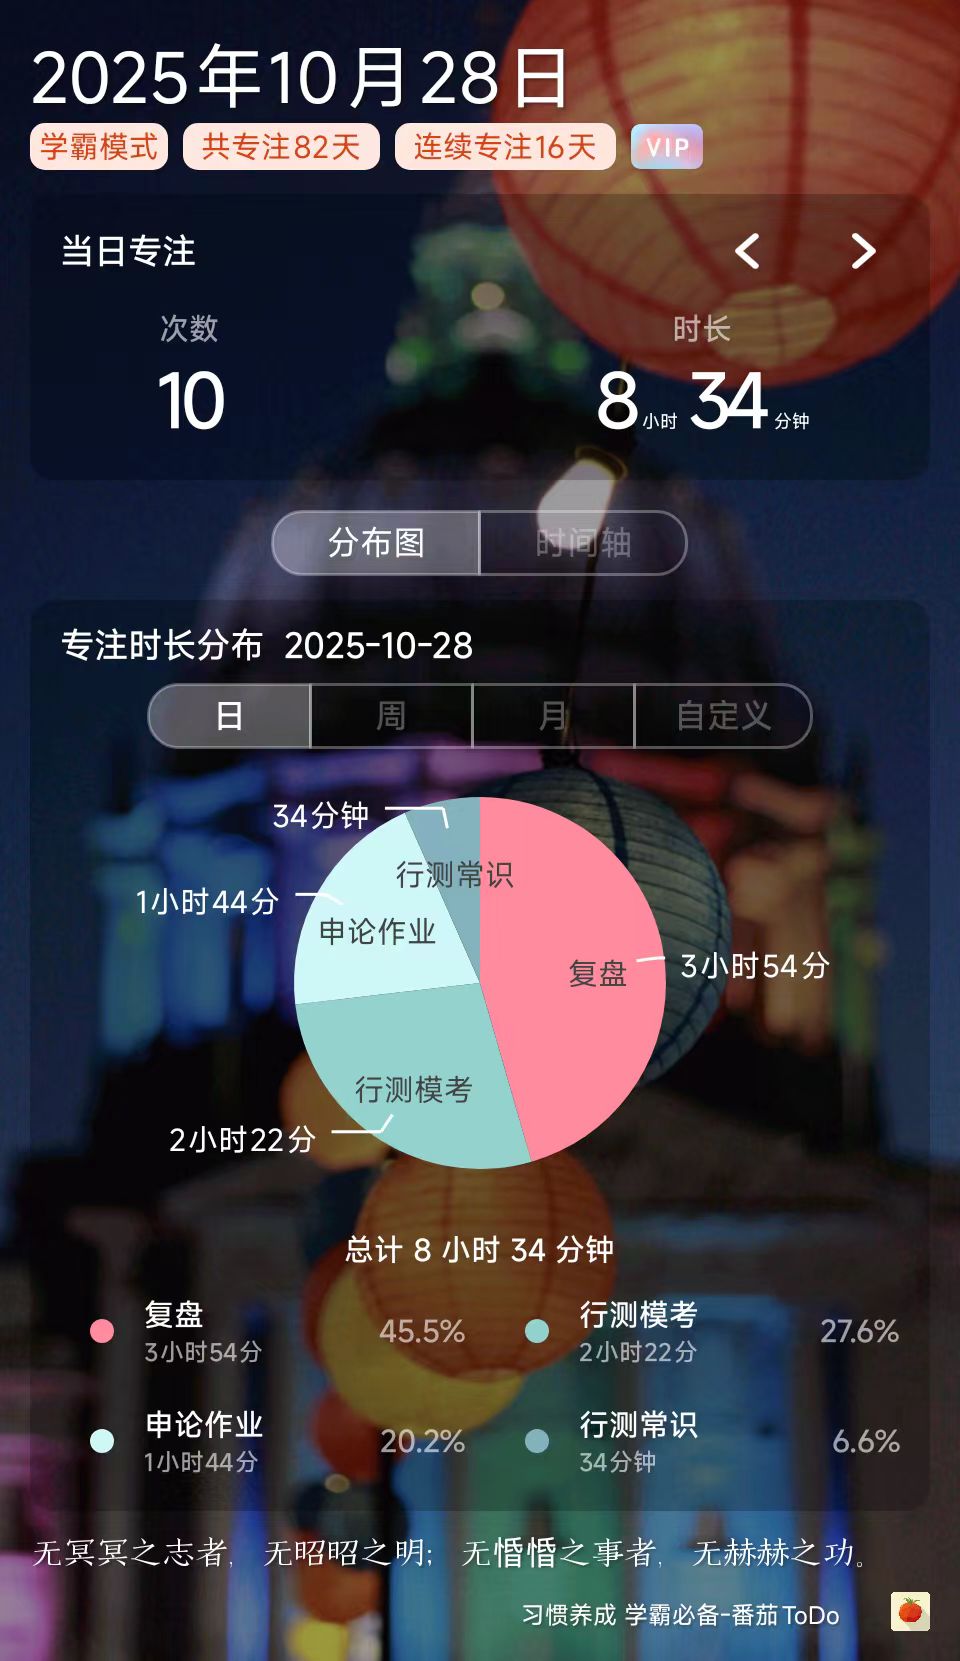 2025年10月28日
学霸模式 共专注82天 连续专注16天 VIP
当日专注
次数 时长
10 8小时34分钟
分布图 时间轴
专注时长分布 2025-10-28
日 周 月 自定义
34分钟
行测常识
1小时44分
申论作业
复盘 3小时54分
行测模考
2小时22分
总计 8 小时 34 分钟
复盘 45.5% 行测模考 27.6%
3小时54分 2小时22分
申论作业 20.2% 行测常识 6.6%
1小时44分 34分钟
无冥冥之志者，无昭昭之明；无惛惛之事者，无赫赫之功。
习惯养成 学霸必备-番茄ToDo